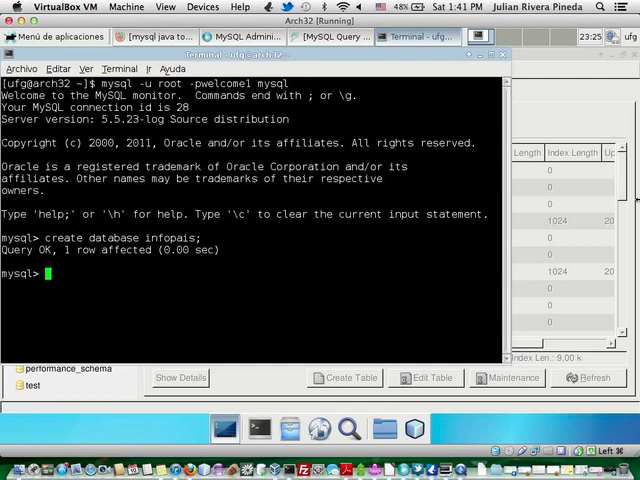 VirtualBox VM Machine View Devices Help 48% Sat 1:41 PM Julian Rivera Pineda
Arch32 [Running]
Menú de aplicaciones [mysql java to... MySQL Admini... [MySQL Query ... Terminal - ufg... 23:25
Terminal - ufg@arch32
Archivo Editar Ver Terminal Ir Ayuda
[ufg@arch32 ~]$ mysql -u root -pwelcome1 mysql
Welcome to the MySQL monitor.  Commands end with ; or \g.
Your MySQL connection id is 28
Server version: 5.5.23-log Source distribution
Copyright (c) 2000, 2011, Oracle and/or its affiliates. All rights reserved.
Oracle is a registered trademark of Oracle Corporation and/or its
affiliates. Other names may be trademarks of their respective
owners.
Type 'help;' or '\h' for help. Type '\c' to clear the current input statement.
mysql> create database infopais;
Query OK, 1 row affected (0.00 sec)
mysql>
Length Index Length Up
0
0
1024 20
0
1024 20
0
0
Index Len.: 9,00 k
performance_schema
test
Show Details Create Table Edit Table Maintenance Refresh
Left ⌘